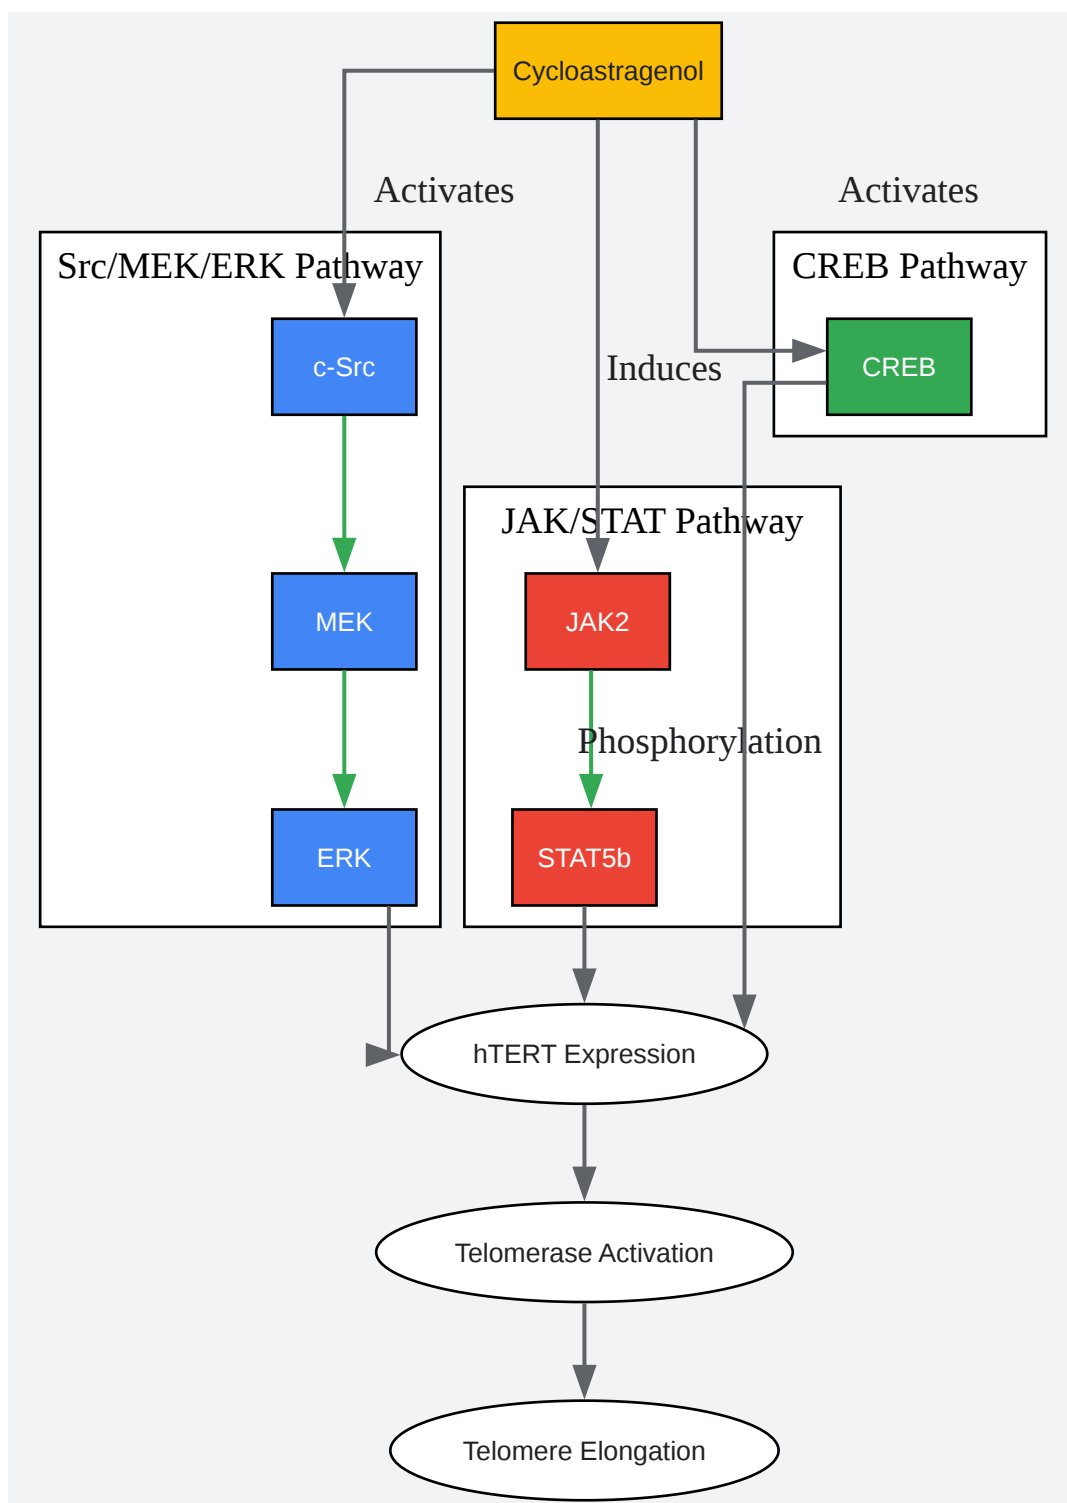 Cycloastragenol
Activates
Activates
Src/MEK/ERK Pathway
CREB Pathway
c-Src
CREB
Induces
JAK/STAT Pathway
MEK
JAK2
Phosphorylation
ERK
STAT5b
hTERT Expression
Telomerase Activation
Telomere Elongation